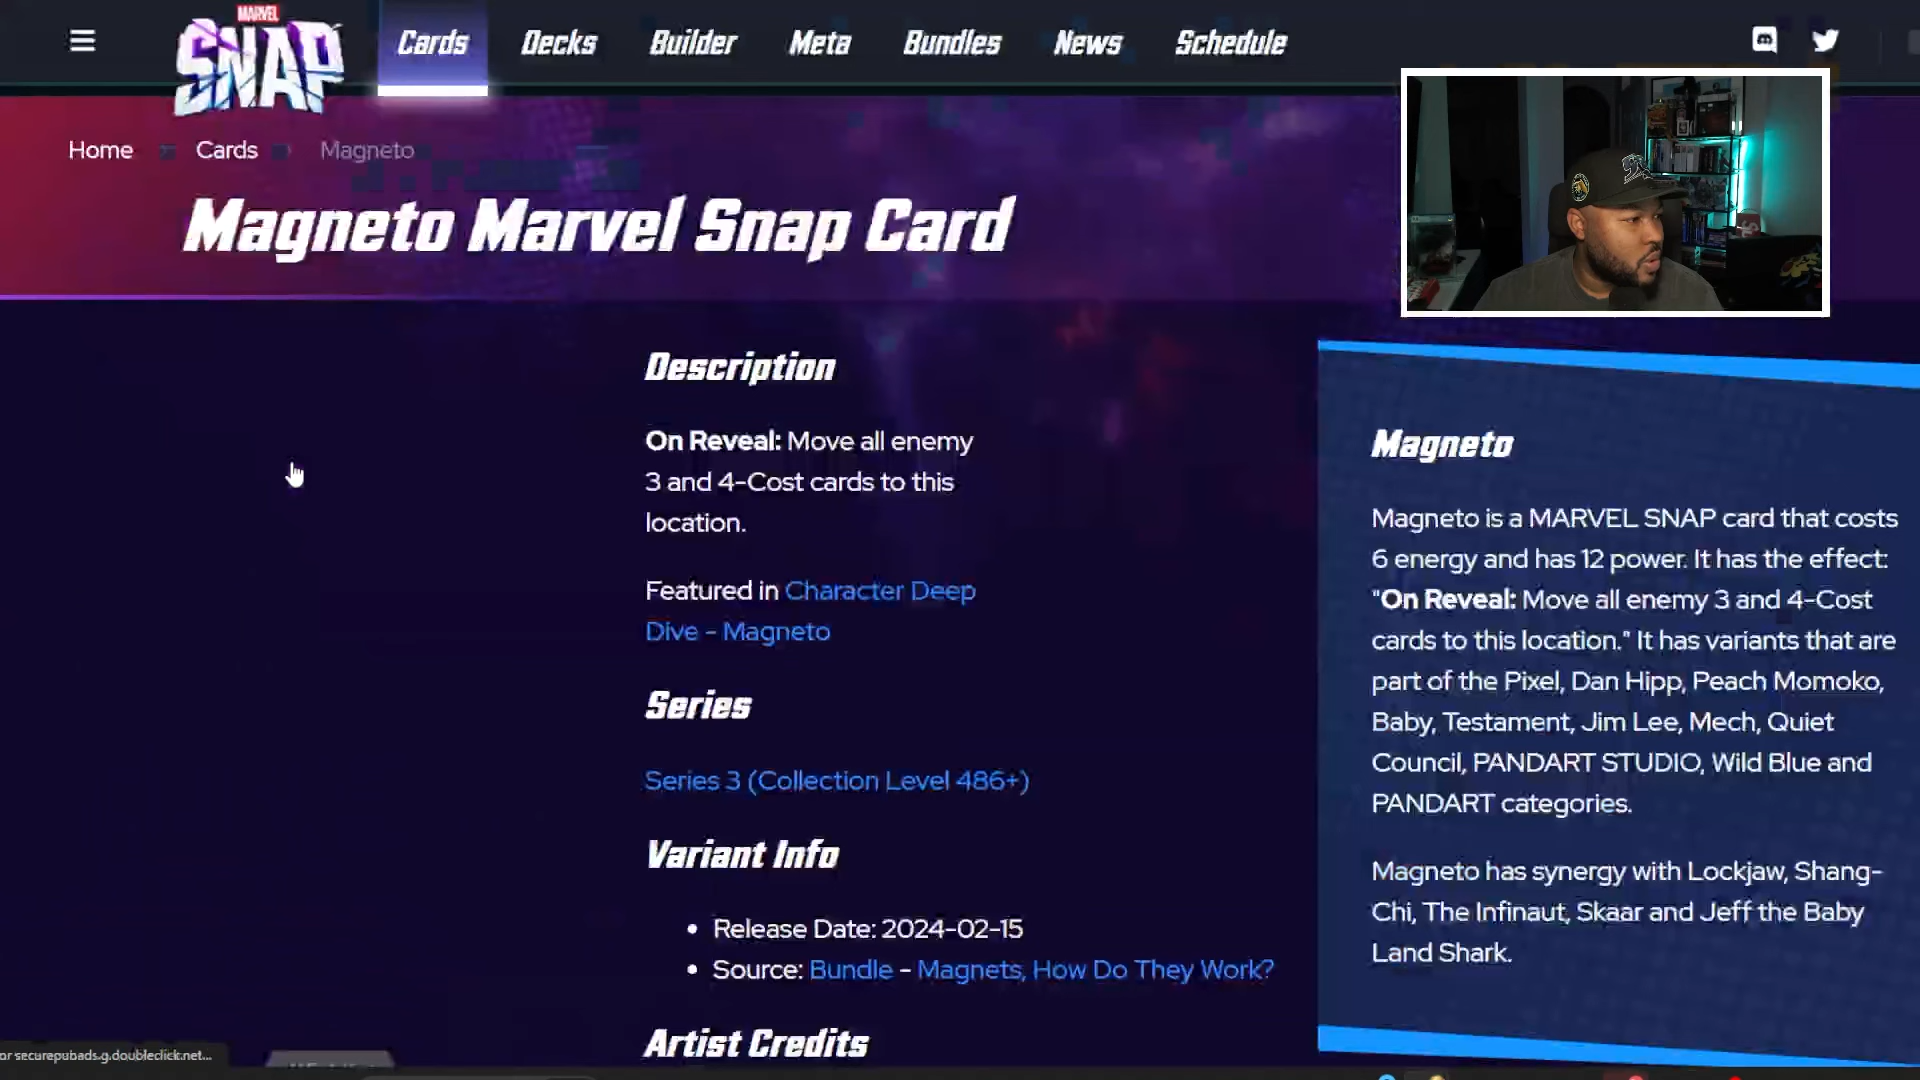 MARVEL
SNAP
Cards Decks Builder Meta Bundles News Schedule
Home Cards Magneto
Magneto Marvel Snap Card
Description
On Reveal: Move all enemy
3 and 4-Cost cards to this
location.
Featured in Character Deep
Dive - Magneto
Series
Series 3 (Collection Level 486+)
Variant Info
• Release Date: 2024-02-15
• Source: Bundle - Magnets, How Do They Work?
Artist Credits
Magneto
Magneto is a MARVEL SNAP card that costs
6 energy and has 12 power. It has the effect:
"On Reveal: Move all enemy 3 and 4-Cost
cards to this location." It has variants that are
part of the Pixel, Dan Hipp, Peach Momoko,
Baby, Testament, Jim Lee, Mech, Quiet
Council, PANDART STUDIO, Wild Blue and
PANDART categories.
Magneto has synergy with Lockjaw, Shang-
Chi, The Infinaut, Skaar and Jeff the Baby
Land Shark.
or securepubads.g.doubleclick.net...